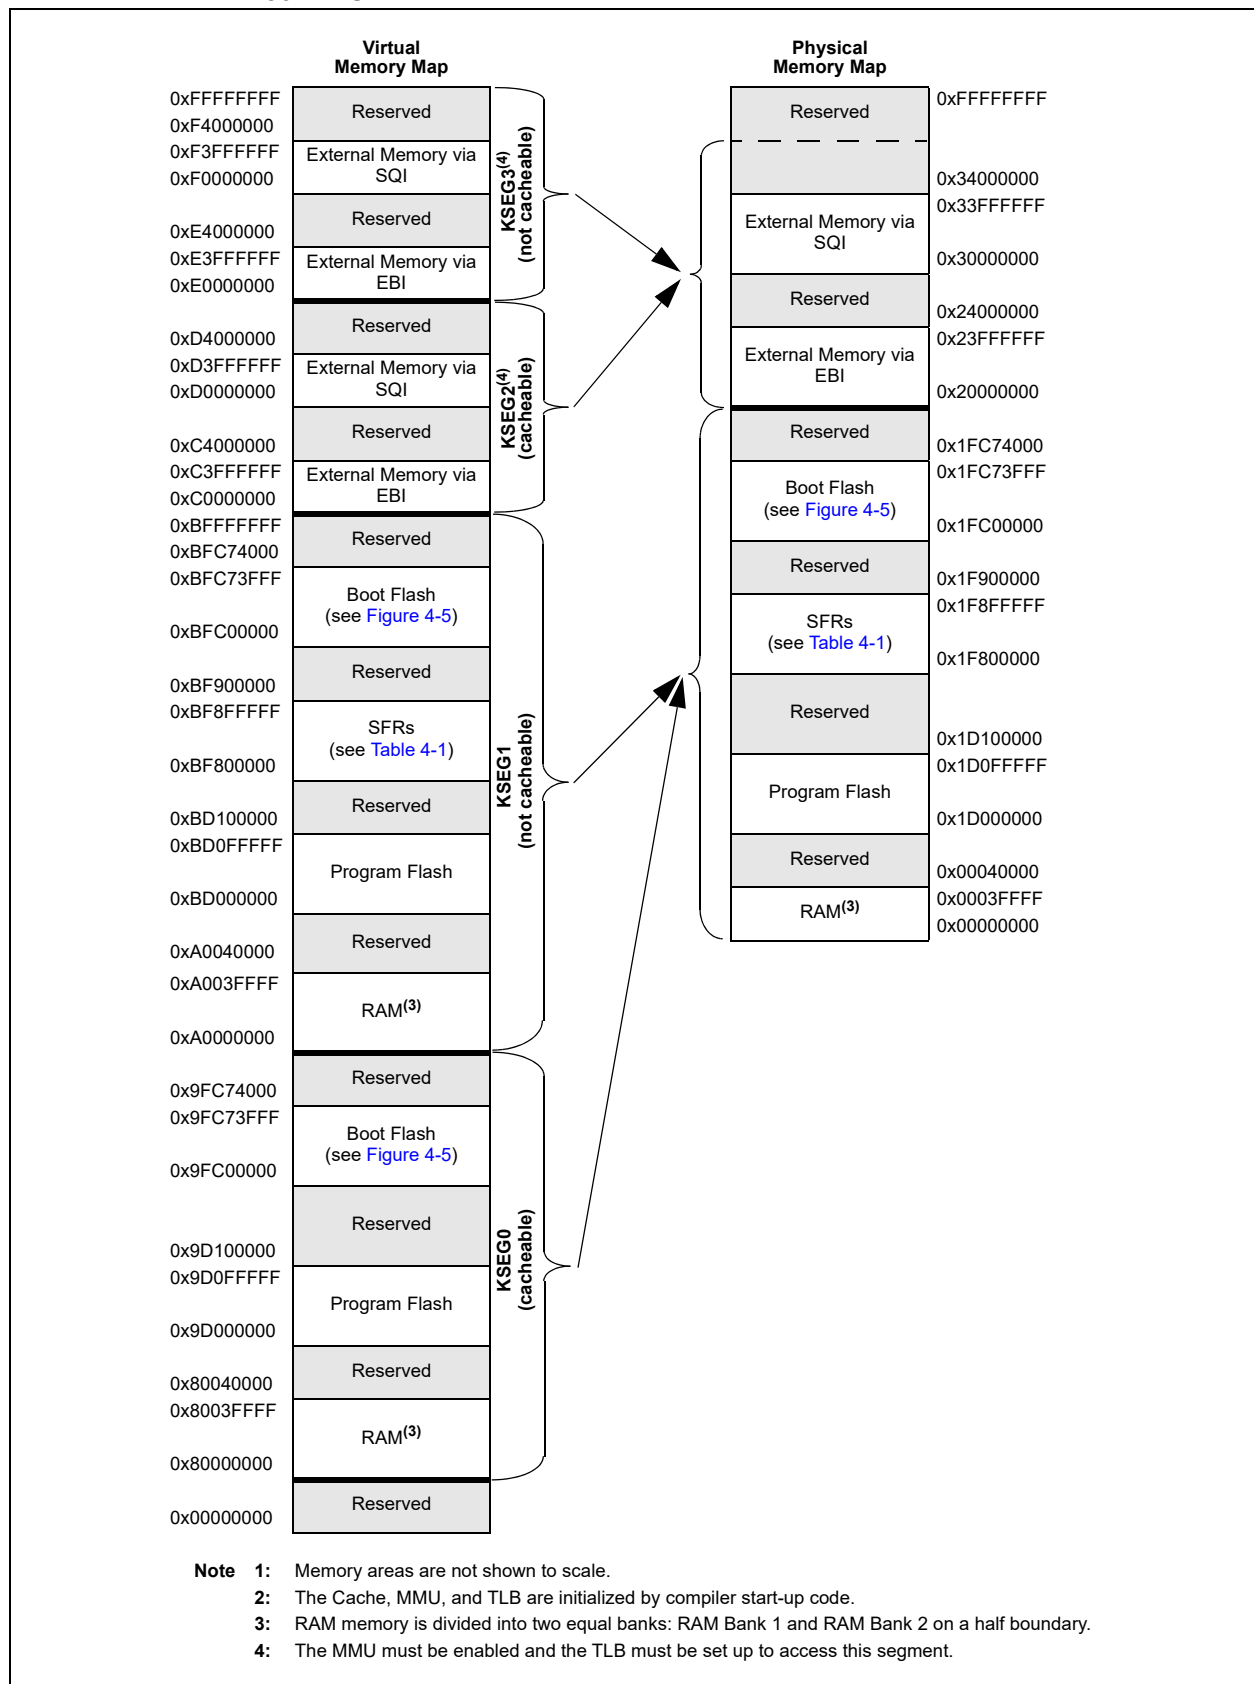 Virtual
Memory Map
0xFFFFFFFF
0xF4000000
0xF3FFFFFF
0xF0000000
0xE4000000
0xE3FFFFFF
0xE0000000
0xD4000000
0xD3FFFFFF
0xD0000000
0xC4000000
0xC3FFFFFF
0xC0000000
0xBFFFFFFF
0xBFC74000
0xBFC73FFF
0xBFC00000
0xBF900000
0xBF8FFFFF
0xBF800000
0xBD100000
0xBD0FFFFF
0xBD000000
0xA0040000
0xA003FFFF
0xA0000000
0x9FC74000
0x9FC73FFF
0x9FC00000
0x9D100000
0x9D0FFFFF
0x9D000000
0x80040000
0x8003FFFF
0x80000000
0x00000000
Reserved
External Memory via
SQI
Reserved
External Memory via
EBI
Reserved
External Memory via
SQI
Reserved
External Memory via
EBI
Reserved
Boot Flash
(see Figure 4-5)
Reserved
SFRs
(see Table 4-1)
Reserved
Program Flash
Reserved
RAM(3)
Reserved
Boot Flash
(see Figure 4-5)
Reserved
Program Flash
Reserved
RAM(3)
Reserved
KSEG3(4)
(not cacheable)
KSEG2(4)
(cacheable)
KSEG1
(not cacheable)
KSEG0
(cacheable)
Physical
Memory Map
Reserved
External Memory via
SQI
Reserved
External Memory via
EBI
Reserved
Boot Flash
(see Figure 4-5)
Reserved
SFRs
(see Table 4-1)
Reserved
Program Flash
Reserved
RAM(3)
0xFFFFFFFF
0x34000000
0x33FFFFFF
0x30000000
0x24000000
0x23FFFFFF
0x20000000
0x1FC74000
0x1FC73FFF
0x1FC00000
0x1F900000
0x1F8FFFFF
0x1F800000
0x1D100000
0x1D0FFFFF
0x1D000000
0x00040000
0x0003FFFF
0x00000000
Note 1: Memory areas are not shown to scale.
2: The Cache, MMU, and TLB are initialized by compiler start-up code.
3: RAM memory is divided into two equal banks: RAM Bank 1 and RAM Bank 2 on a half boundary.
4: The MMU must be enabled and the TLB must be set up to access this segment.